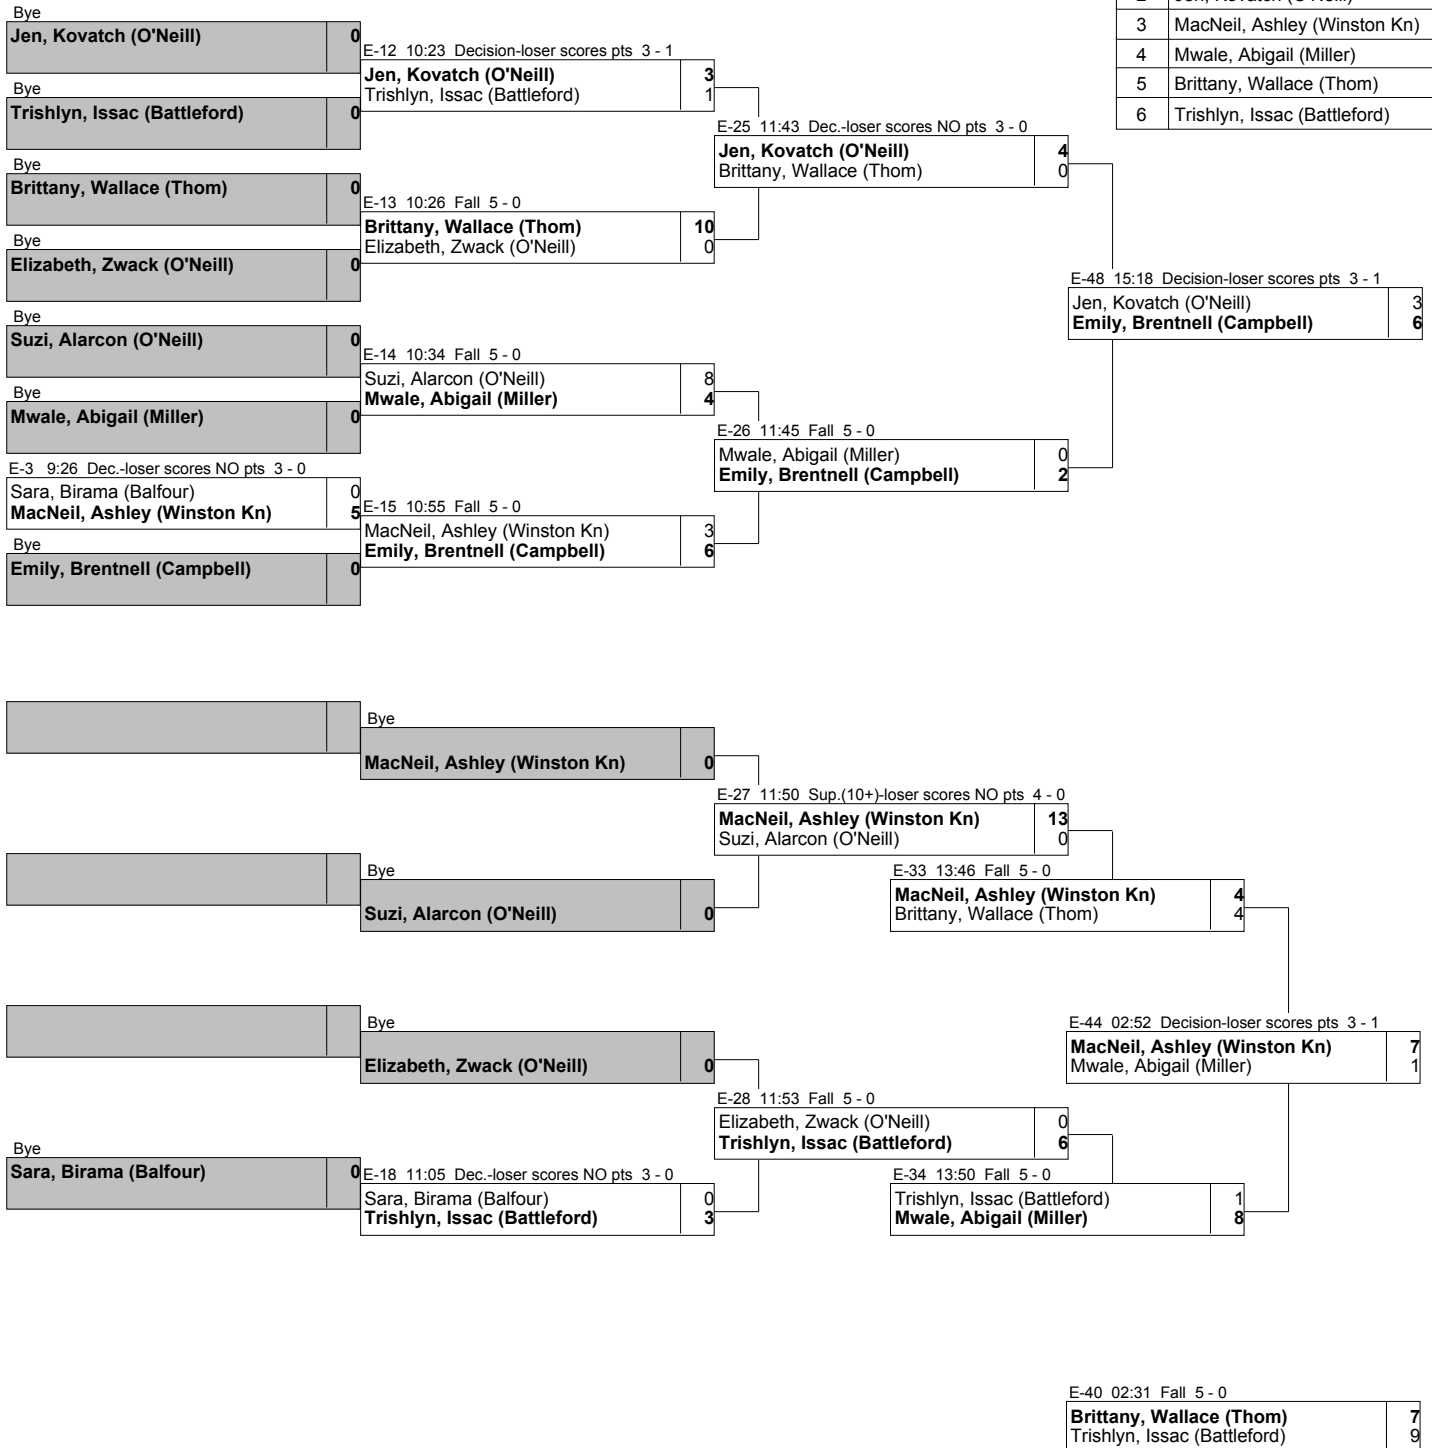 2 Jen, Kovatch (O'Neill)
3 MacNeil, Ashley (Winston Kn)
4 Mwale, Abigail (Miller)
5 Brittany, Wallace (Thom)
6 Trishlyn, Issac (Battleford)
Bye
Jen, Kovatch (O'Neill) 0
Bye
Trishlyn, Issac (Battleford) 0
Bye
Brittany, Wallace (Thom) 0
Bye
Elizabeth, Zwack (O'Neill) 0
Bye
Suzi, Alarcon (O'Neill) 0
Bye
Mwale, Abigail (Miller) 0
E-3 9:26 Dec.-loser scores NO pts 3 - 0
Sara, Birama (Balfour) 0
MacNeil, Ashley (Winston Kn) 5
Bye
Emily, Brentnell (Campbell) 0
E-12 10:23 Decision-loser scores pts 3 - 1
Jen, Kovatch (O'Neill) 3
Trishlyn, Issac (Battleford) 1
E-13 10:26 Fall 5 - 0
Brittany, Wallace (Thom) 10
Elizabeth, Zwack (O'Neill) 0
E-14 10:34 Fall 5 - 0
Suzi, Alarcon (O'Neill) 8
Mwale, Abigail (Miller) 4
E-15 10:55 Fall 5 - 0
MacNeil, Ashley (Winston Kn) 3
Emily, Brentnell (Campbell) 6
E-25 11:43 Dec.-loser scores NO pts 3 - 0
Jen, Kovatch (O'Neill) 4
Brittany, Wallace (Thom) 0
E-26 11:45 Fall 5 - 0
Mwale, Abigail (Miller) 0
Emily, Brentnell (Campbell) 2
E-48 15:18 Decision-loser scores pts 3 - 1
Jen, Kovatch (O'Neill) 3
Emily, Brentnell (Campbell) 6
Bye
MacNeil, Ashley (Winston Kn) 0
Bye
Suzi, Alarcon (O'Neill) 0
Bye
Elizabeth, Zwack (O'Neill) 0
Bye
Sara, Birama (Balfour) 0
E-18 11:05 Dec.-loser scores NO pts 3 - 0
Sara, Birama (Balfour) 0
Trishlyn, Issac (Battleford) 3
E-27 11:50 Sup.(10+)-loser scores NO pts 4 - 0
MacNeil, Ashley (Winston Kn) 13
Suzi, Alarcon (O'Neill) 0
E-28 11:53 Fall 5 - 0
Elizabeth, Zwack (O'Neill) 0
Trishlyn, Issac (Battleford) 6
E-33 13:46 Fall 5 - 0
MacNeil, Ashley (Winston Kn) 4
Brittany, Wallace (Thom) 4
E-34 13:50 Fall 5 - 0
Trishlyn, Issac (Battleford) 1
Mwale, Abigail (Miller) 8
E-44 02:52 Decision-loser scores pts 3 - 1
MacNeil, Ashley (Winston Kn) 7
Mwale, Abigail (Miller) 1
E-40 02:31 Fall 5 - 0
Brittany, Wallace (Thom) 7
Trishlyn, Issac (Battleford) 9